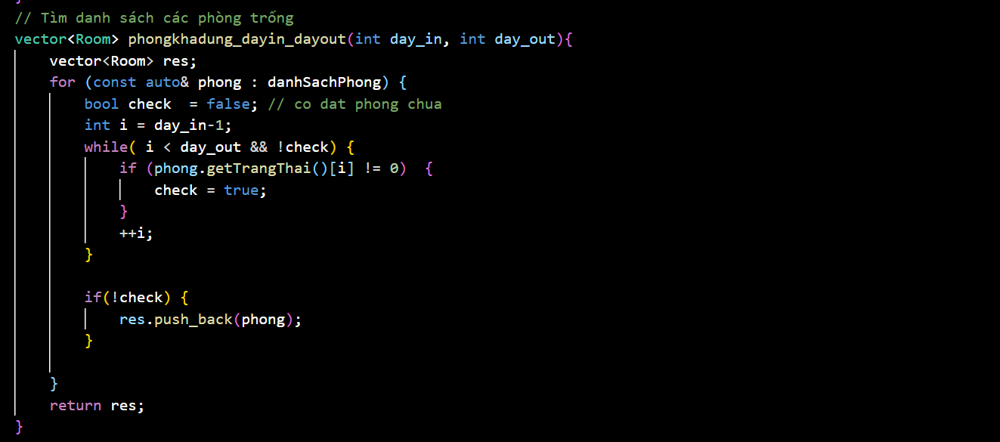 }
// Tìm danh sách các phòng trống
vector<Room> phongkhadung_dayin_dayout(int day_in, int day_out){
    vector<Room> res;
    for (const auto& phong : danhSachPhong) {
        bool check  = false; // co dat phong chua
        int i = day_in-1;
        while( i < day_out && !check) {
            if (phong.getTrangThai()[i] != 0)  {
                check = true;
            }
            ++i;
        }
        if(!check) {
            res.push_back(phong);
        }
    }
    return res;
}